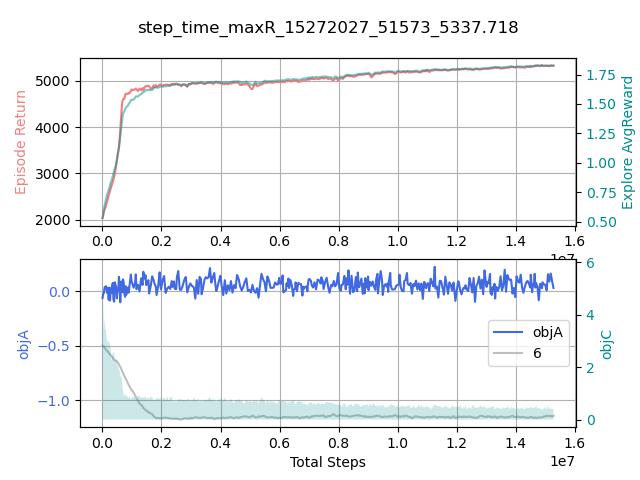 step_time_maxR_15272027_51573_5337.718
5000
4000
3000
2000
Episode Return
1.75
1.50
1.25
1.00
0.75
0.50
Explore AvgReward
0.0 0.2 0.4 0.6 0.8 1.0 1.2 1.4 1.6
1e7
0.0
−0.5
−1.0
objA
6
4
2
0
objC
objA
6
0.0 0.2 0.4 0.6 0.8 1.0 1.2 1.4 1.6
Total Steps
1e7